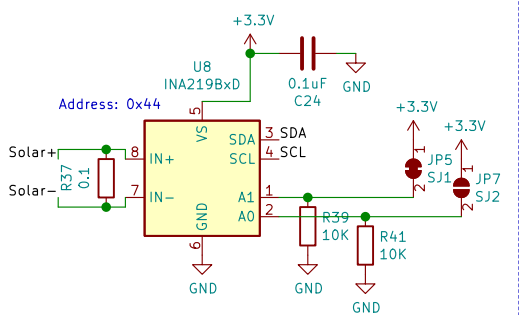 +3.3V
U8
INA219BxD
0.1uF
C24
GND
Address: 0x44
+3.3V
+3.3V
5
VS
SDA 3 SDA
SCL 4 SCL
Solar+
8 IN+
R37
0.1
Solar-
7 IN-
A1 1
A0 2
GND
6
GND
1
JP5
SJ1
2
1
JP7
SJ2
2
R39
10K
GND
R41
10K
GND